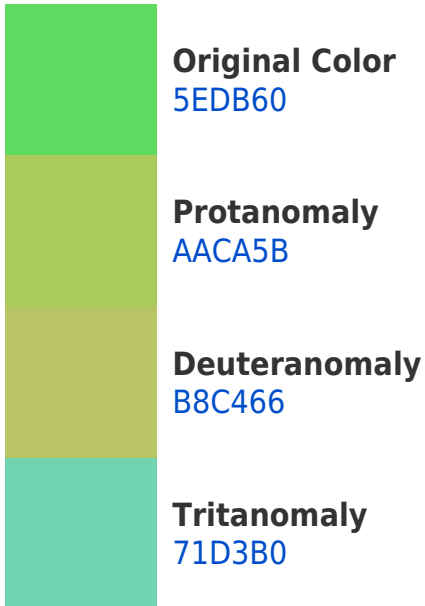 Original Color
5EDB60
Protanomaly
AACA5B
Deuteranomaly
B8C466
Tritanomaly
71D3B0